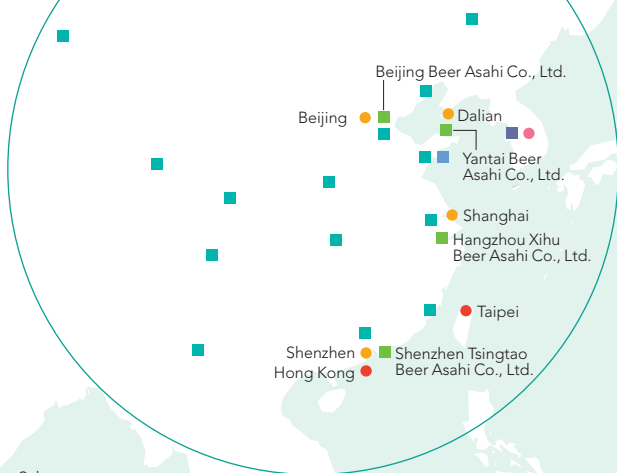 Beijing Beer Asahi Co., Ltd.
Beijing
Dalian
Yantai Beer
Asahi Co., Ltd.
Shanghai
Hangzhou Xihu
Beer Asahi Co., Ltd.
Taipei
Shenzhen
Shenzhen Tsingtao
Beer Asahi Co., Ltd.
Hong Kong